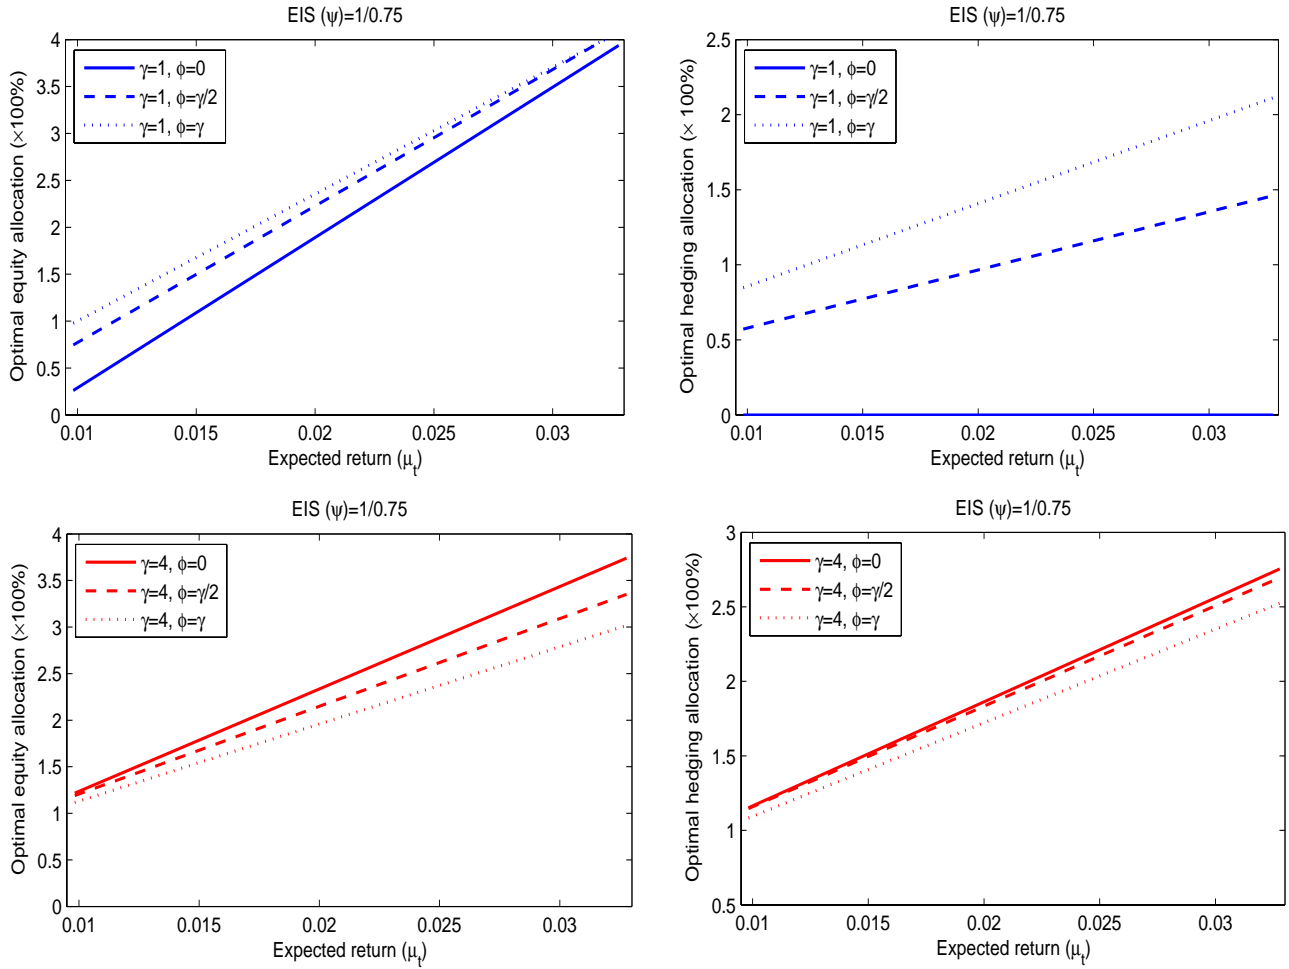 EIS (ψ)=1/0.75
Optimal equity allocation (×100%)
4
3.5
3
2.5
2
1.5
1
0.5
0
γ=1, ϕ=0
γ=1, ϕ=γ/2
γ=1, ϕ=γ
0.01 0.015 0.02 0.025 0.03
Expected return (μt)
EIS (ψ)=1/0.75
Optimal hedging allocation (× 100%)
2.5
2
1.5
1
0.5
0
γ=1, ϕ=0
γ=1, ϕ=γ/2
γ=1, ϕ=γ
0.01 0.015 0.02 0.025 0.03
Expected return (μt)
EIS (ψ)=1/0.75
Optimal equity allocation (×100%)
4
3.5
3
2.5
2
1.5
1
0.5
0
γ=4, ϕ=0
γ=4, ϕ=γ/2
γ=4, ϕ=γ
0.01 0.015 0.02 0.025 0.03
Expected return (μt)
EIS (ψ)=1/0.75
Optimal hedging allocation (×100%)
3
2.5
2
1.5
1
0.5
γ=4, ϕ=0
γ=4, ϕ=γ/2
γ=4, ϕ=γ
0.01 0.015 0.02 0.025 0.03
Expected return (μt)